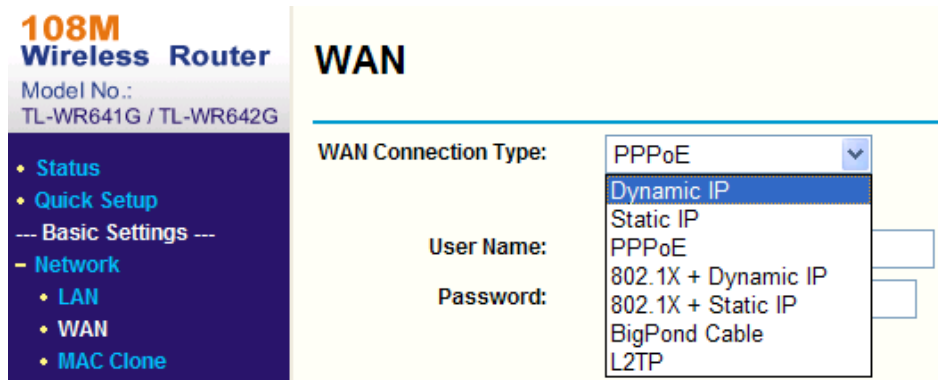 108M
Wireless Router
Model No.:
TL-WR641G / TL-WR642G
• Status
• Quick Setup
--- Basic Settings ---
– Network
• LAN
• WAN
• MAC Clone
WAN
WAN Connection Type:
PPPoE
Dynamic IP
Static IP
PPPoE
802.1X + Dynamic IP
802.1X + Static IP
BigPond Cable
L2TP
User Name:
Password: